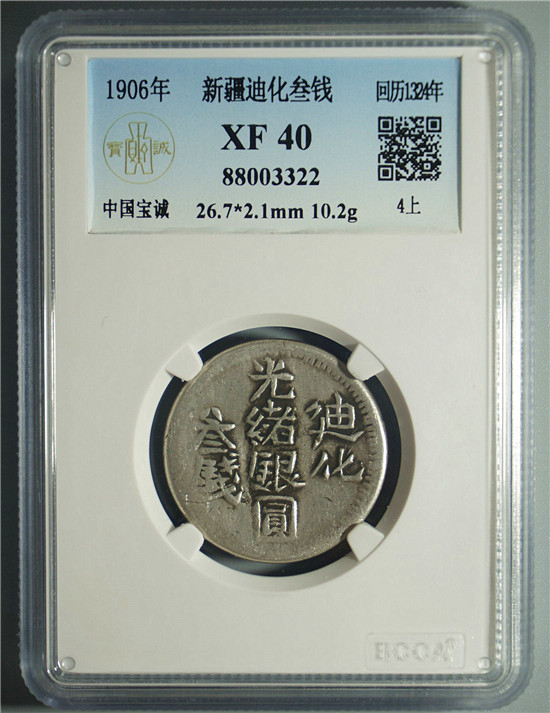 1906年 新疆迪化叁钱 回历1324年
寳 誠 XF 40
88003322
中国宝诚 26.7*2.1mm 10.2g 4上
光緒銀圓
迪化
叁錢
BCCA